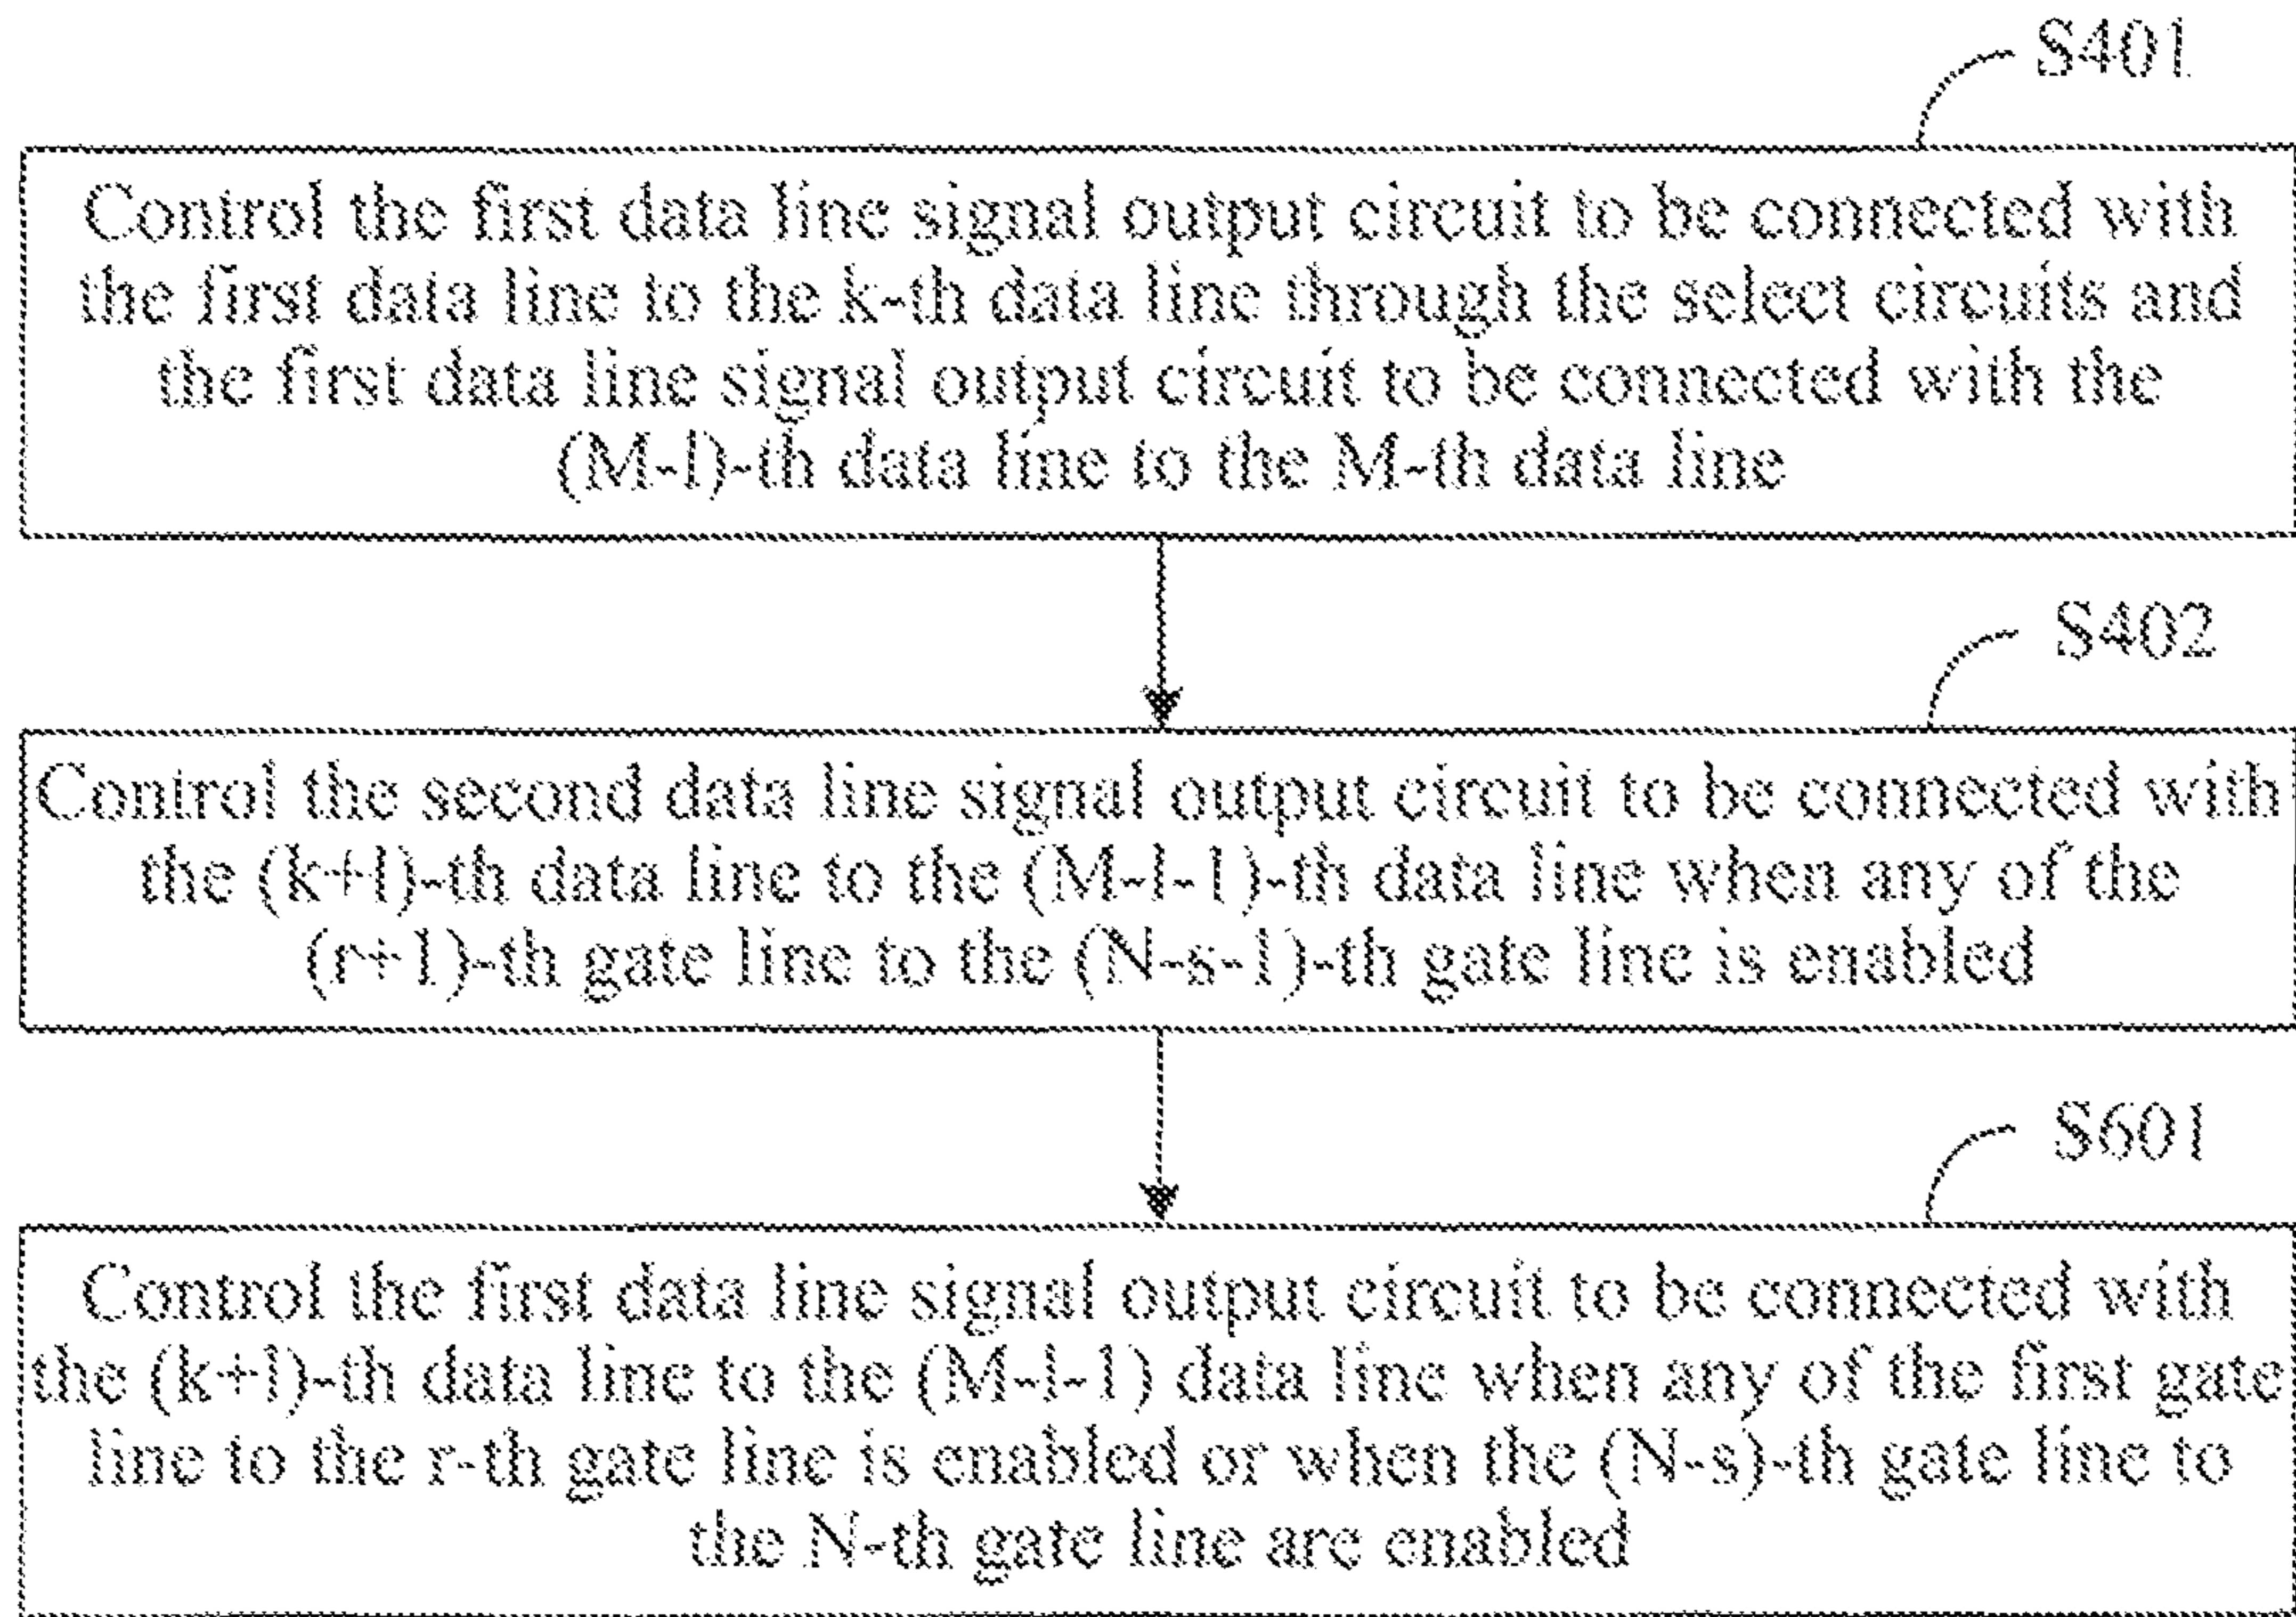 S401
Control the first data line signal output circuit to be connected with
the first data line to the k-th data line through the select circuits and
the first data line signal output circuit to be connected with the
(M-l)-th data line to the M-th data line
S402
Control the second data line signal output circuit to be connected with
the (k+1)-th data line to the (M-l-1)-th data line when any of the
(r+1)-th gate line to the (N-s-1)-th gate line is enabled
S601
Control the first data line signal output circuit to be connected with
the (k+1)-th data line to the (M-l-1) data line when any of the first gate
line to the r-th gate line is enabled or when the (N-s)-th gate line to
the N-th gate line are enabled